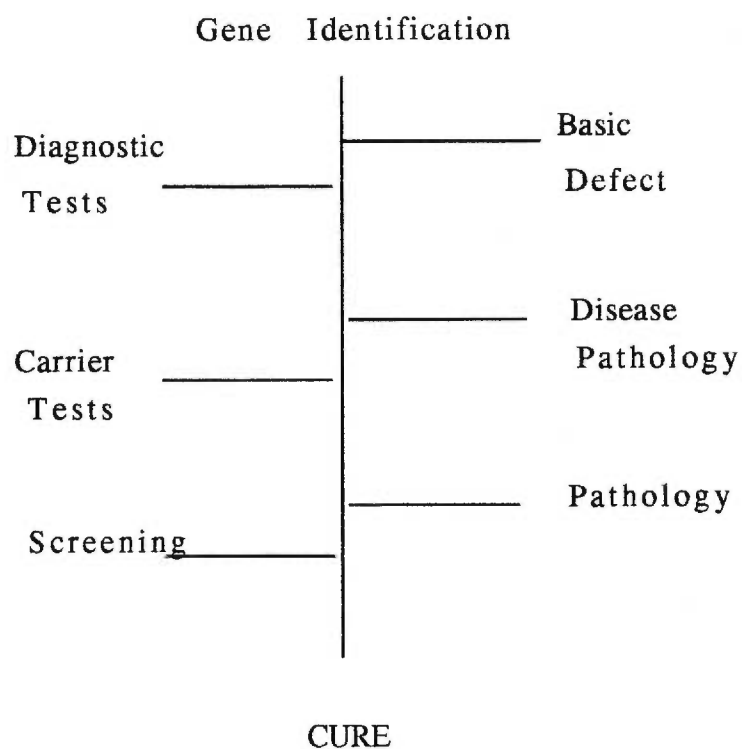 Gene Identification
Diagnostic
Tests
Basic
Defect
Carrier
Tests
Disease
Pathology
Screening
Pathology
CURE